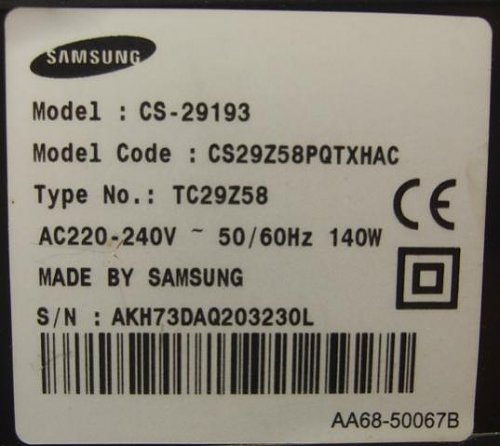 SAMSUNG
Model : CS-29193
Model Code : CS29Z58PQTXHAC
Type No.: TC29Z58
AC220-240V ~ 50/60Hz 140W
CE
MADE BY SAMSUNG
S/N : AKH73DAQ203230L
AA68-50067B